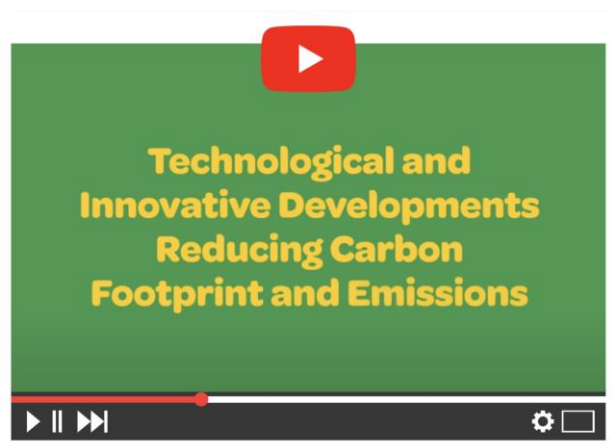 Technological and
Innovative Developments
Reducing Carbon
Footprint and Emissions